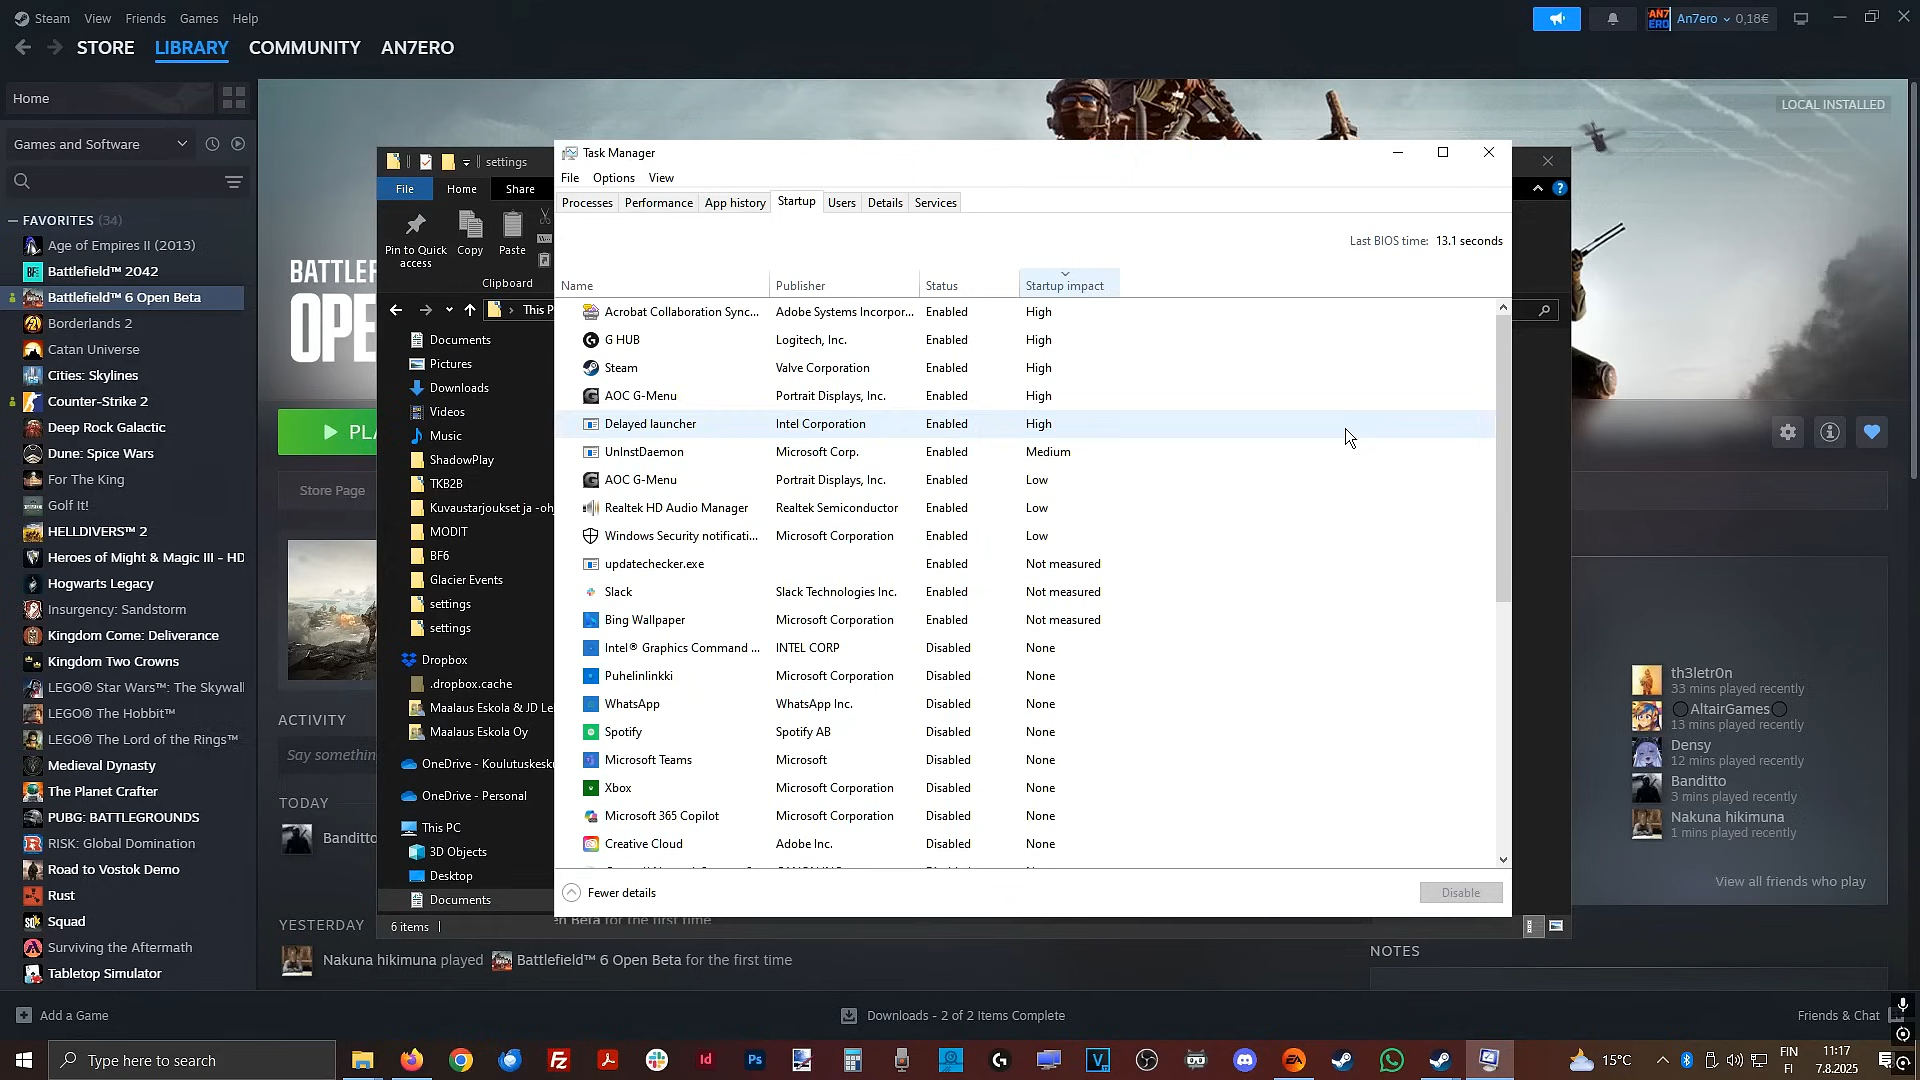 Steam View Friends Games Help
An7ero 0,18€
STORE LIBRARY COMMUNITY AN7ERO
Home
LOCAL INSTALLED
Games and Software
FAVORITES (34)
Age of Empires II (2013)
Battlefield™ 2042
Battlefield™ 6 Open Beta
Borderlands 2
Catan Universe
Cities: Skylines
Counter-Strike 2
Deep Rock Galactic
Dune: Spice Wars
For The King
Golf It!
HELLDIVERS™ 2
Heroes of Might & Magic III - HD
Hogwarts Legacy
Insurgency: Sandstorm
Kingdom Come: Deliverance
Kingdom Two Crowns
LEGO® Star Wars™: The Skywall
LEGO® The Hobbit™
LEGO® The Lord of the Rings™
Medieval Dynasty
The Planet Crafter
PUBG: BATTLEGROUNDS
RISK: Global Domination
Road to Vostok Demo
Rust
Squad
Surviving the Aftermath
Tabletop Simulator
BATTLEF
OPE
PLA
Store Page
ACTIVITY
Say somethin
TODAY
Banditto
YESTERDAY
Nakuna hikimuna played Battlefield™ 6 Open Beta for the first time
settings
File Home Share
Pin to Quick access
Copy
Paste
Clipboard
This P
Documents
Pictures
Downloads
Videos
Music
ShadowPlay
TKB2B
Kuvaustarjoukset ja -oh
MODIT
BF6
Glacier Events
settings
settings
Dropbox
.dropbox.cache
Maalaus Eskola & JD Le
Maalaus Eskola Oy
OneDrive - Koulutuskesk
OneDrive - Personal
This PC
3D Objects
Desktop
Documents
6 items
Task Manager
File Options View
Processes Performance App history Startup Users Details Services
Last BIOS time: 13.1 seconds
Name Publisher Status Startup impact
Acrobat Collaboration Sync... Adobe Systems Incorpor... Enabled High
G HUB Logitech, Inc. Enabled High
Steam Valve Corporation Enabled High
AOC G-Menu Portrait Displays, Inc. Enabled High
Delayed launcher Intel Corporation Enabled High
UnInstDaemon Microsoft Corp. Enabled Medium
AOC G-Menu Portrait Displays, Inc. Enabled Low
Realtek HD Audio Manager Realtek Semiconductor Enabled Low
Windows Security notificati... Microsoft Corporation Enabled Low
updatechecker.exe Enabled Not measured
Slack Slack Technologies Inc. Enabled Not measured
Bing Wallpaper Microsoft Corporation Enabled Not measured
Intel® Graphics Command ... INTEL CORP Disabled None
Puhelinlinkki Microsoft Corporation Disabled None
WhatsApp WhatsApp Inc. Disabled None
Spotify Spotify AB Disabled None
Microsoft Teams Microsoft Disabled None
Xbox Microsoft Corporation Disabled None
Microsoft 365 Copilot Microsoft Corporation Disabled None
Creative Cloud Adobe Inc. Disabled None
Fewer details
Disable
th3letr0n
33 mins played recently
AltairGames
13 mins played recently
Densy
12 mins played recently
Banditto
3 mins played recently
Nakuna hikimuna
1 mins played recently
View all friends who play
NOTES
Add a Game
Downloads - 2 of 2 Items Complete
Friends & Chat
Type here to search
15°C
FIN
FI
11:17
7.8.2025